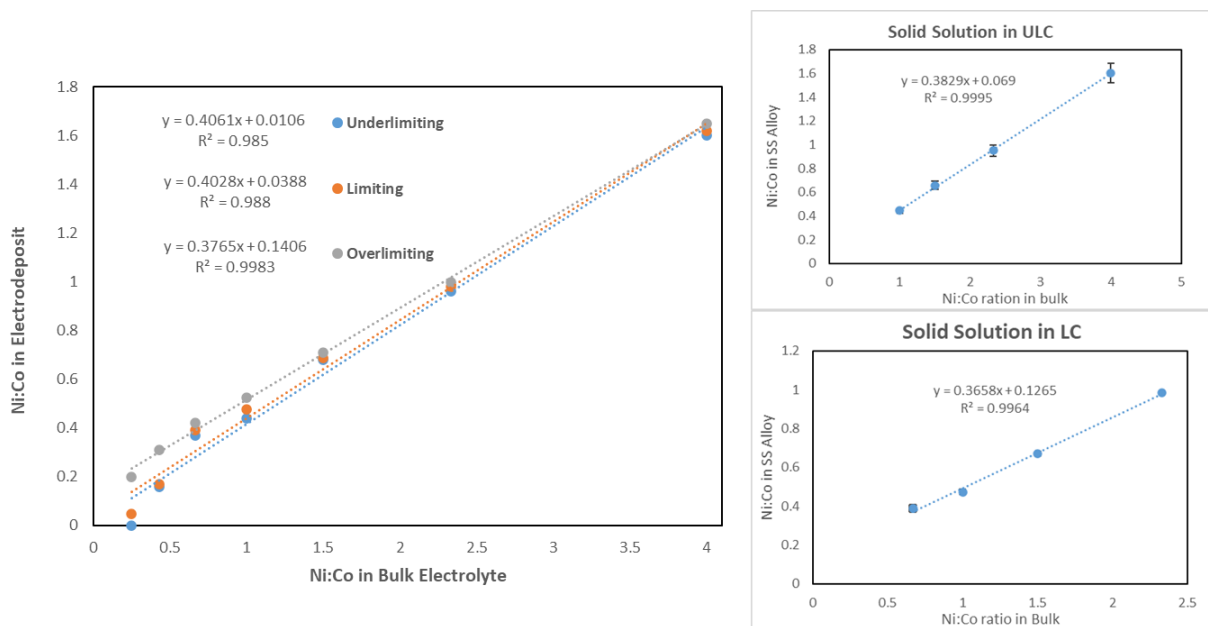 1.8
1.6
1.4
1.2
1
0.8
0.6
0.4
0.2
0
0
0.5
1
1.5
2
2.5
3
3.5
4
Ni:Co in Electrodeposit
Ni:Co in Bulk Electrolyte
y = 0.4061x + 0.0106
R² = 0.985
Underlimiting
y = 0.4028x + 0.0388
R² = 0.988
Limiting
y = 0.3765x + 0.1406
R² = 0.9983
Overlimiting
Solid Solution in ULC
1.8
1.6
1.4
1.2
1
0.8
0.6
0.4
0.2
0
0
1
2
3
4
5
y = 0.3829x + 0.069
R² = 0.9995
Ni:Co in SS Alloy
Ni:Co ration in bulk
Solid Solution in LC
1.2
1
0.8
0.6
0.4
0.2
0
0
0.5
1
1.5
2
2.5
y = 0.3658x + 0.1265
R² = 0.9964
Ni:Co in SS Alloy
Ni:Co ratio in Bulk